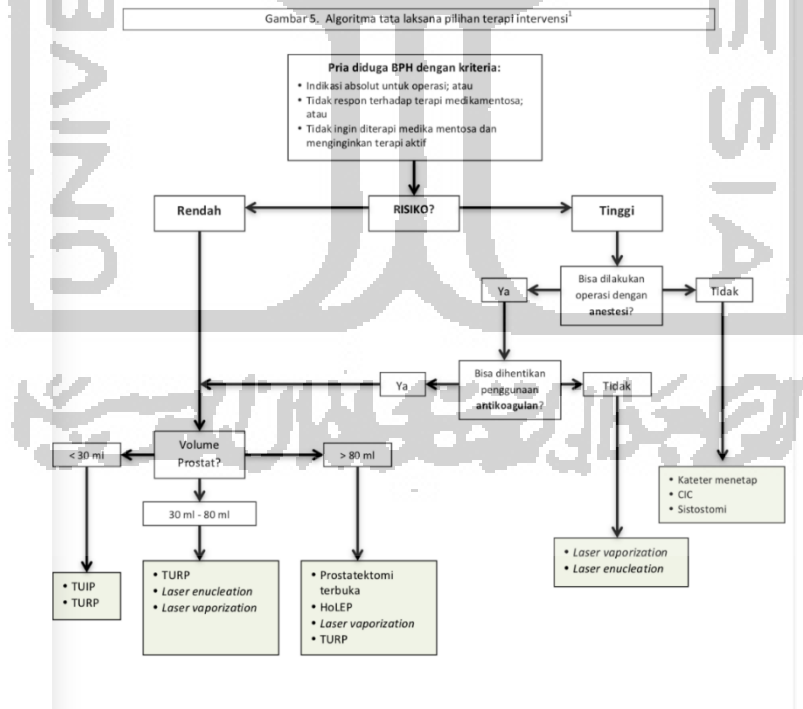 Gambar 5. Algoritma tata laksana pilihan terapi intervensi¹
Pria diduga BPH dengan kriteria:
• Indikasi absolut untuk operasi; atau
• Tidak respon terhadap terapi medikamentosa;
atau
• Tidak ingin diterapi medika mentosa dan
menginginkan terapi aktif
Rendah
RISIKO?
Tinggi
Bisa dilakukan
operasi dengan
anestesi?
Ya
Tidak
Bisa dihentikan
penggunaan
antikoagulan?
Ya
Tidak
Volume
Prostat?
< 30 ml
> 80 ml
30 ml - 80 ml
• Kateter menetap
• CIC
• Sistostomi
• Laser vaporization
• Laser enucleation
• TUIP
• TURP
• TURP
• Laser enucleation
• Laser vaporization
• Prostatektomi
terbuka
• HoLEP
• Laser vaporization
• TURP